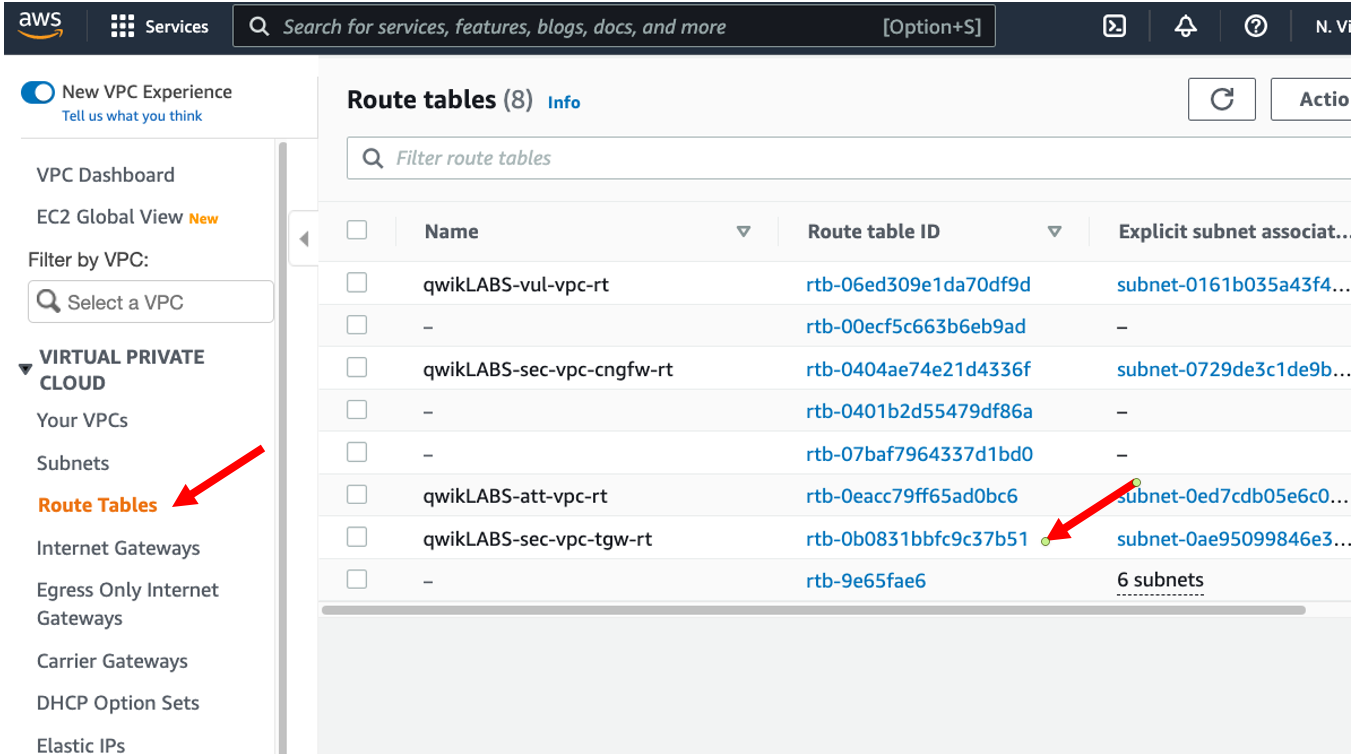 aws
Services
Search for services, features, blogs, docs, and more
[Option+S]
N. Vi
New VPC Experience
Tell us what you think
VPC Dashboard
EC2 Global View New
Filter by VPC:
Select a VPC
VIRTUAL PRIVATE
CLOUD
Your VPCs
Subnets
Route Tables
Internet Gateways
Egress Only Internet
Gateways
Carrier Gateways
DHCP Option Sets
Elastic IPs
Route tables (8) Info
Actio
Filter route tables
Name Route table ID Explicit subnet associat...
qwikLABS-vul-vpc-rt rtb-06ed309e1da70df9d subnet-0161b035a43f4...
– rtb-00ecf5c663b6eb9ad –
qwikLABS-sec-vpc-cngfw-rt rtb-0404ae74e21d4336f subnet-0729de3c1de9b...
– rtb-0401b2d55479df86a –
– rtb-07baf7964337d1bd0 –
qwikLABS-att-vpc-rt rtb-0eacc79ff65ad0bc6 subnet-0ed7cdb05e6c0...
qwikLABS-sec-vpc-tgw-rt rtb-0b0831bbfc9c37b51 subnet-0ae95099846e3...
– rtb-9e65fae6 6 subnets